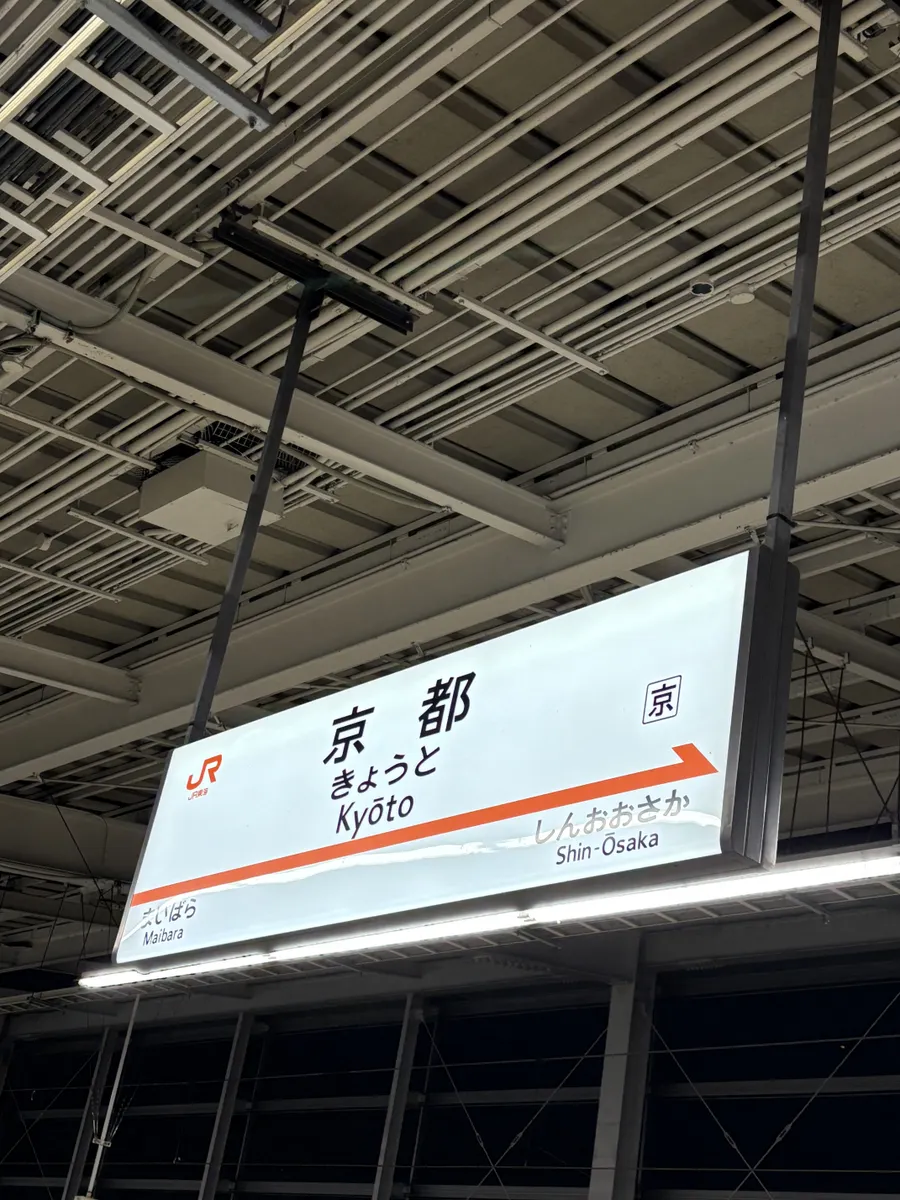 JR
JR東海
京都
京
きょうと
Kyōto
しんおおさか
Shin-Ōsaka
まいばら
Maibara